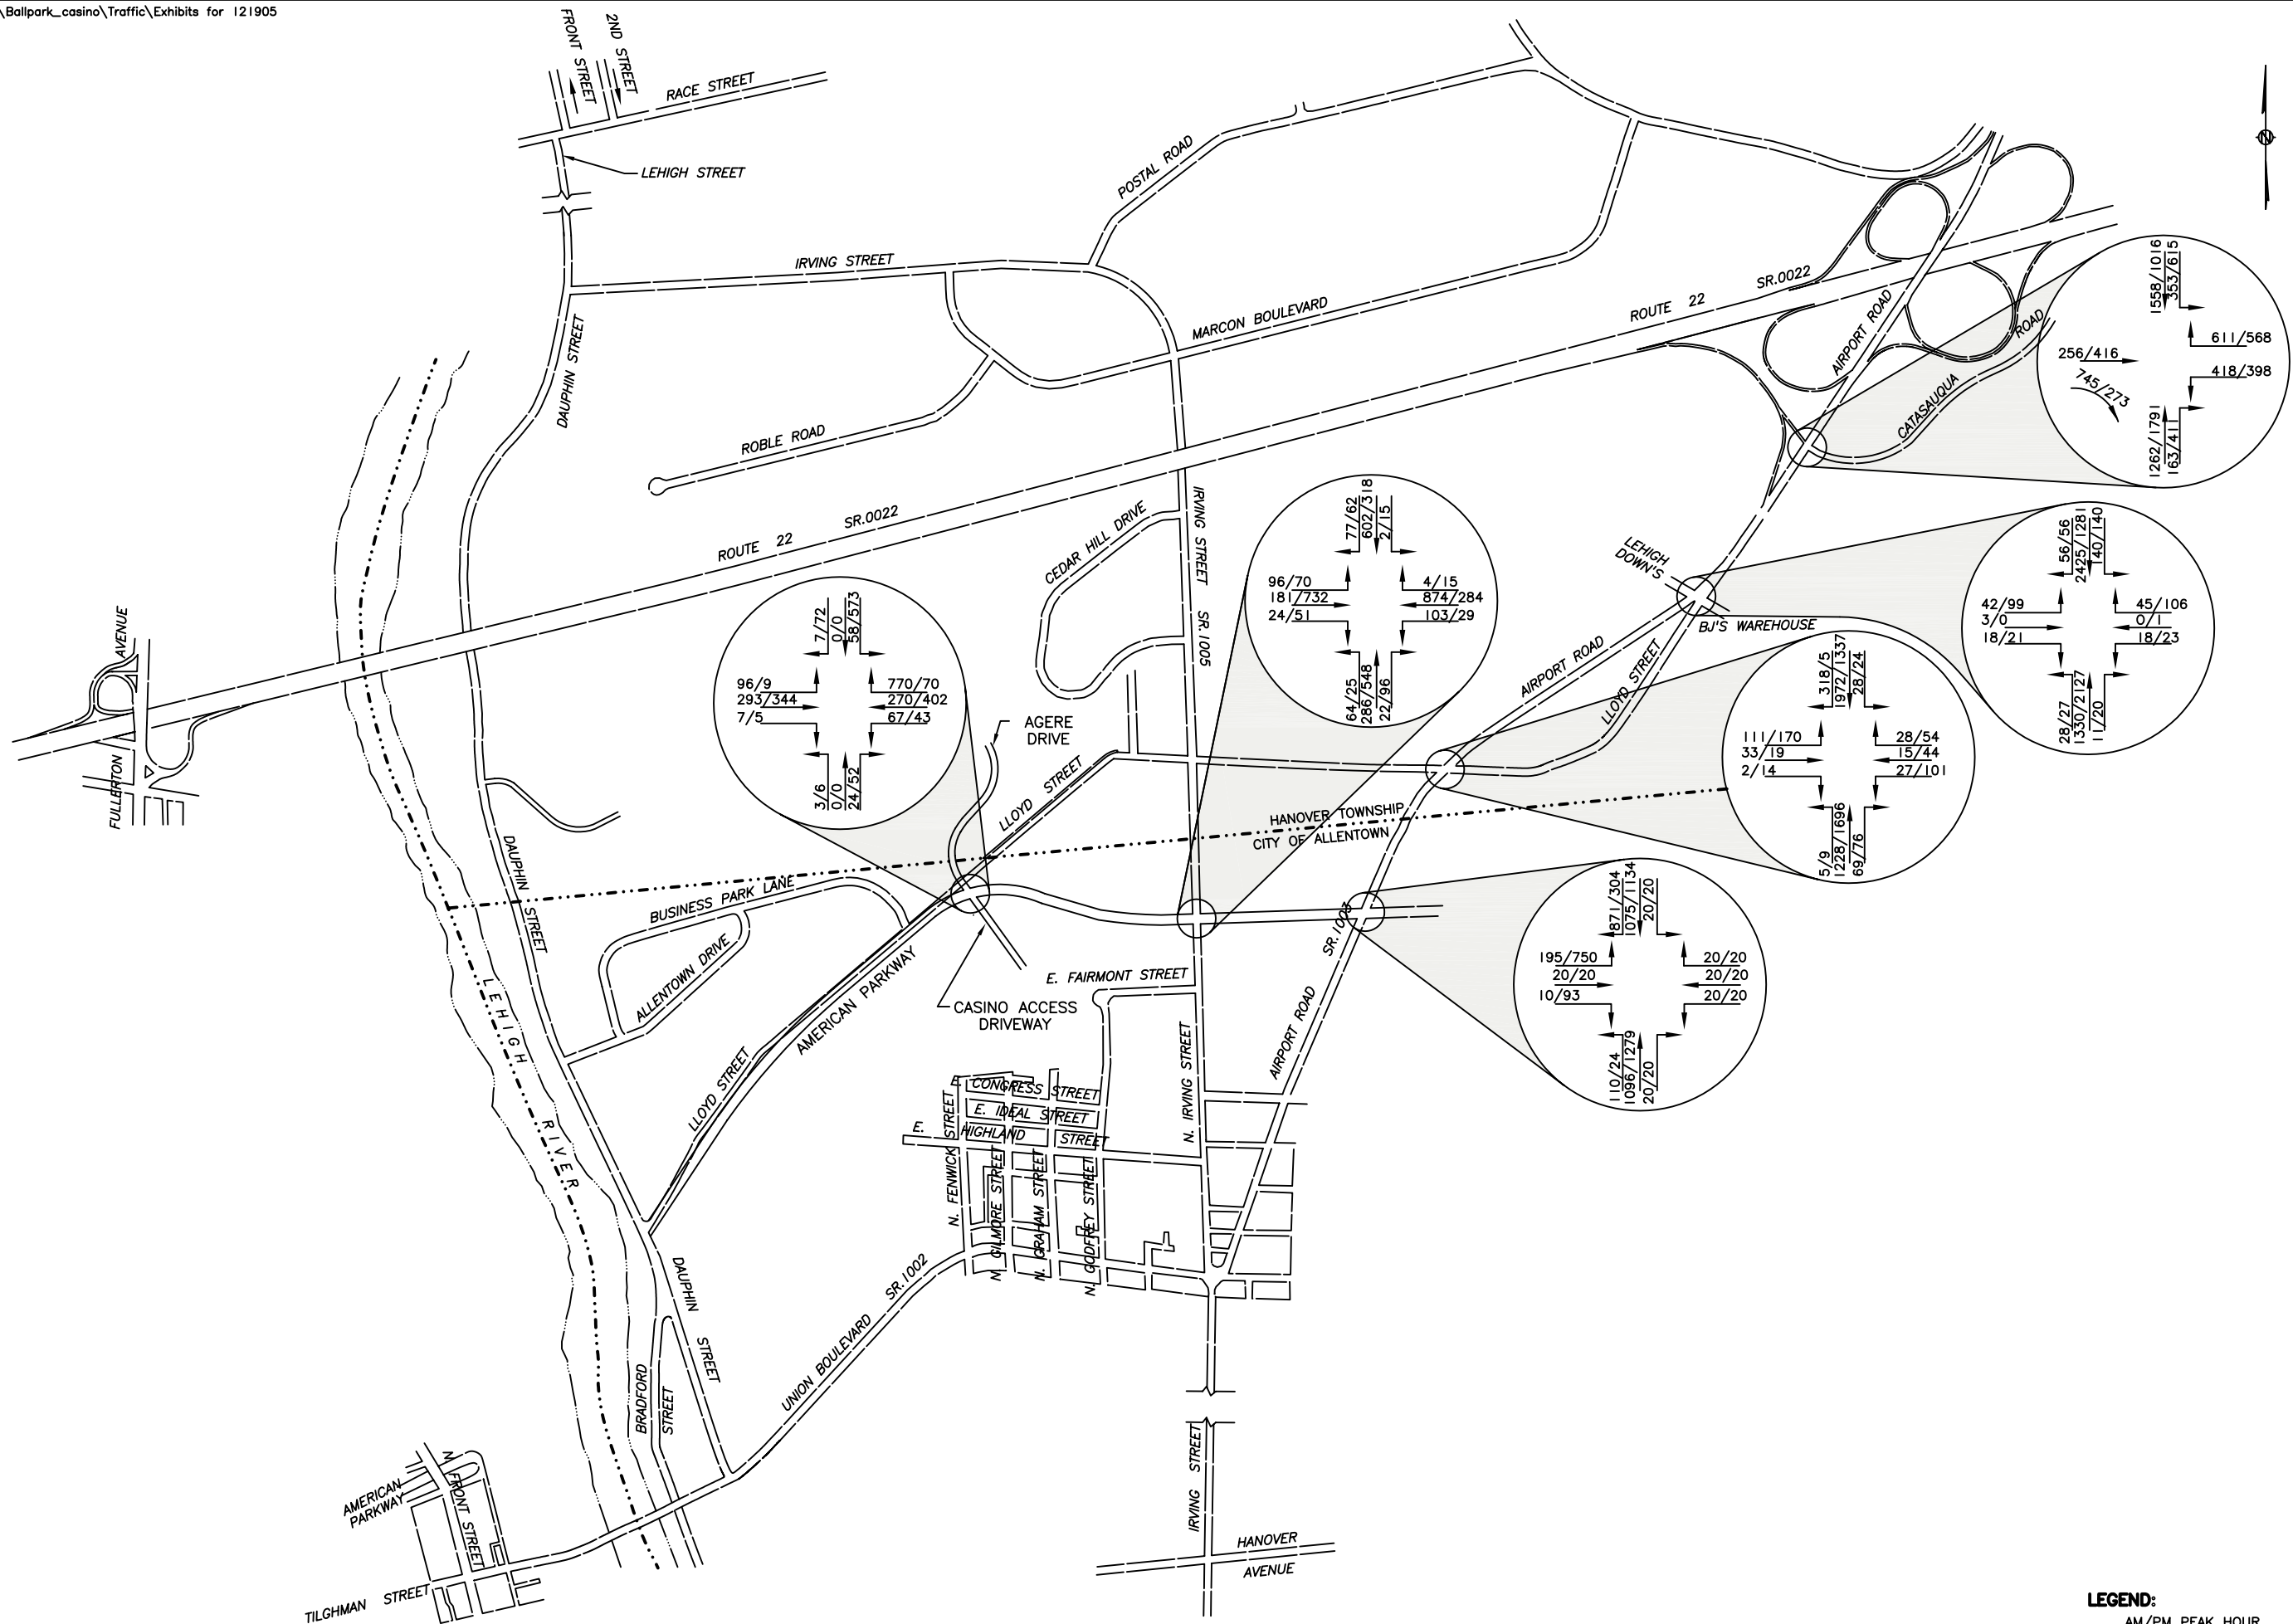 \Ballpark_casino\Traffic\Exhibits for 121905
FRONT STREET
2ND STREET
RACE STREET
LEHIGH STREET
POSTAL ROAD
IRVING STREET
DAUPHIN STREET
MARCON BOULEVARD
ROUTE 22
SR.0022
AIRPORT ROAD
CATASAUQUA
ROAD
ROBLE ROAD
ROUTE 22
SR.0022
CEDAR HILL DRIVE
IRVING STREET
SR. 1005
1558/1016
353/615
611/568
418/398
256/416
745/273
1262/1791
163/411
77/62
602/318
2/15
96/70
181/732
24/51
4/15
874/284
103/29
64/25
286/548
22/96
LEHIGH
DOWN'S
BJ'S WAREHOUSE
56/56
2425/1281
140/140
42/99
3/0
18/21
45/106
0/1
18/23
28/27
1330/2127
11/20
7/72
0/0
58/573
96/9
293/344
7/5
770/70
270/402
67/43
3/6
0/0
24/52
AIRPORT ROAD
LLOYD STREET
318/5
1972/1337
28/24
111/170
33/19
2/14
28/54
15/44
27/101
5/9
1228/1696
69/76
FULLERTON
AVENUE
AGERE
DRIVE
LLOYD STREET
HANOVER TOWNSHIP
CITY OF ALLENTOWN
DAUPHIN
STREET
BUSINESS PARK LANE
ALLENTOWN DRIVE
SR.1003
1871/304
1075/1134
20/20
195/750
20/20
10/93
20/20
20/20
20/20
110/24
1096/1279
20/20
AMERICAN PARKWAY
CASINO ACCESS
DRIVEWAY
E. FAIRMONT STREET
AIRPORT ROAD
N. IRVING STREET
LEHIGH
RIVER
LLOYD STREET
E. CONGRESS STREET
E. IDEAL STREET
E. HIGHLAND STREET
N. FENWICK STREET
N. GILMORE STREET
N. GRAHAM STREET
N. GODFREY STREET
DAUPHIN
STREET
UNION BOULEVARD
SR.1002
BRADFORD
STREET
AMERICAN
PARKWAY
N. FRONT STREET
TILGHMAN STREET
IRVING STREET
HANOVER
AVENUE
LEGEND:
AM/PM PEAK HOUR